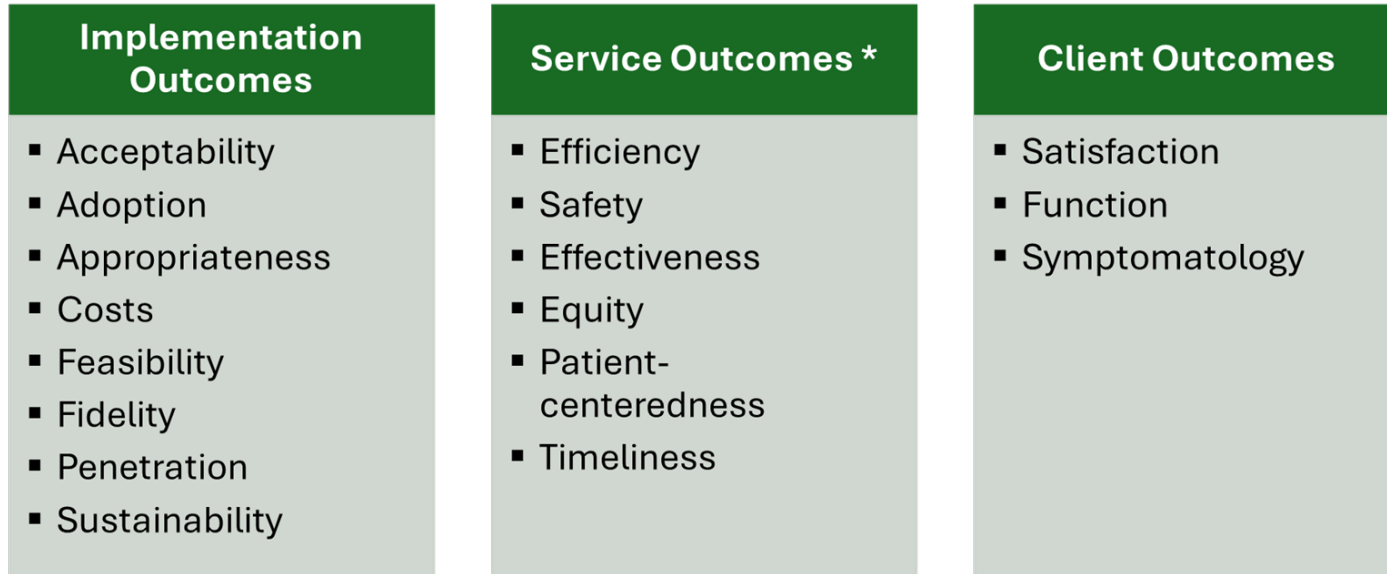 Implementation
Outcomes
▪ Acceptability
▪ Adoption
▪ Appropriateness
▪ Costs
▪ Feasibility
▪ Fidelity
▪ Penetration
▪ Sustainability
Service Outcomes *
▪ Efficiency
▪ Safety
▪ Effectiveness
▪ Equity
▪ Patient-
centeredness
▪ Timeliness
Client Outcomes
▪ Satisfaction
▪ Function
▪ Symptomatology